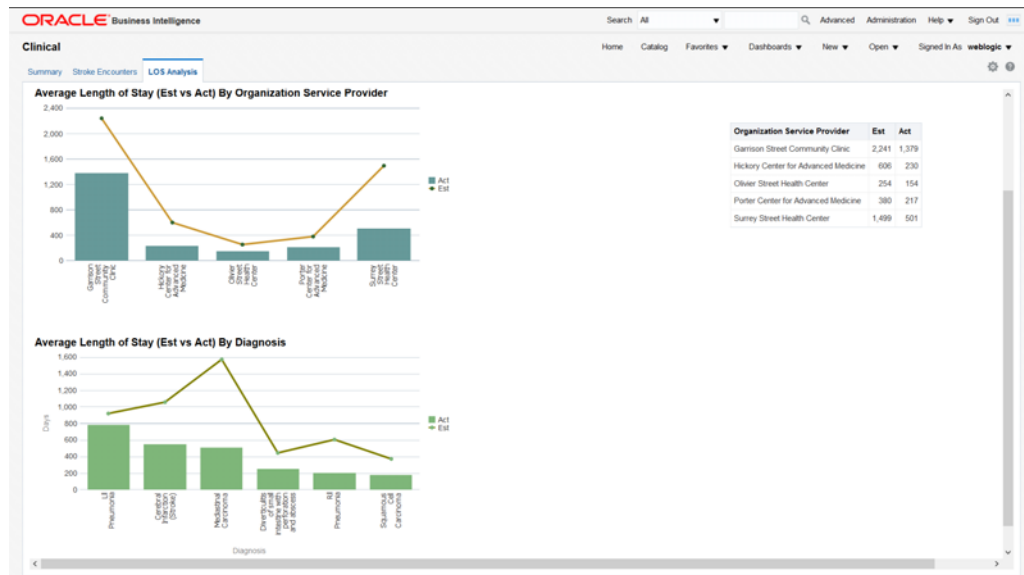 ORACLE Business Intelligence
Search All Advanced Administration Help Sign Out
Clinical
Home Catalog Favorites Dashboards New Open Signed In As weblogic
Summary Stroke Encounters LOS Analysis
Average Length of Stay (Est vs Act) By Organization Service Provider
2,400
2,000
1,600
1,200
800
400
0
Act
Est
Garrison
Street
Community
Clinic
Hickory
Center for
Advanced
Medicine
Olivier
Street
Health
Center
Porter
Center for
Advanced
Medicine
Surrey
Street
Health
Center
Organization Service Provider Est Act
Garrison Street Community Clinic 2,241 1,379
Hickory Center for Advanced Medicine 606 230
Olivier Street Health Center 254 154
Porter Center for Advanced Medicine 380 217
Surrey Street Health Center 1,499 501
Average Length of Stay (Est vs Act) By Diagnosis
1,600
1,400
1,200
1,000
800
600
400
200
0
Days
Act
Est
Pneumonia
Cerebral
Infarction
(Stroke)
Mediastinal
Carcinoma
Diverticulitis
of small
intestine with
perforation
and abscess
Pneumonia
Squamous
Cell
Carcinoma
Diagnosis